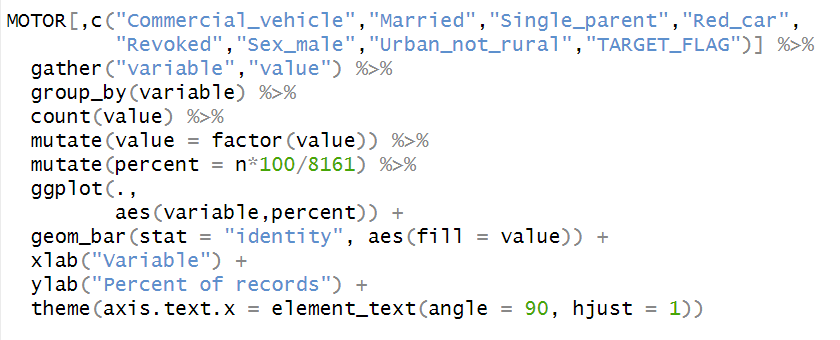 MOTOR[,c("Commercial_vehicle","Married","Single_parent","Red_car",
         "Revoked","Sex_male","Urban_not_rural","TARGET_FLAG")] %>%
  gather("variable","value") %>%
  group_by(variable) %>%
  count(value) %>%
  mutate(value = factor(value)) %>%
  mutate(percent = n*100/8161) %>%
  ggplot(.,
         aes(variable,percent)) +
  geom_bar(stat = "identity", aes(fill = value)) +
  xlab("Variable") +
  ylab("Percent of records") +
  theme(axis.text.x = element_text(angle = 90, hjust = 1))